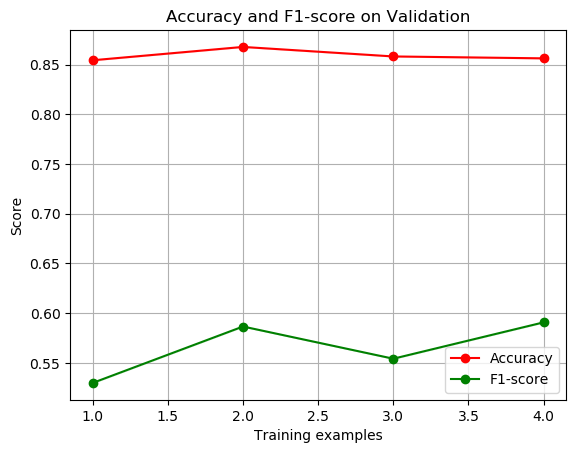 Accuracy and F1-score on Validation
0.85
0.80
0.75
0.70
0.65
0.60
0.55
Score
Accuracy
F1-score
1.0 1.5 2.0 2.5 3.0 3.5 4.0
Training examples